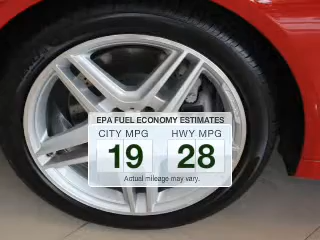 EPA FUEL ECONOMY ESTIMATES
CITY MPG HWY MPG
19 28
Actual mileage may vary.